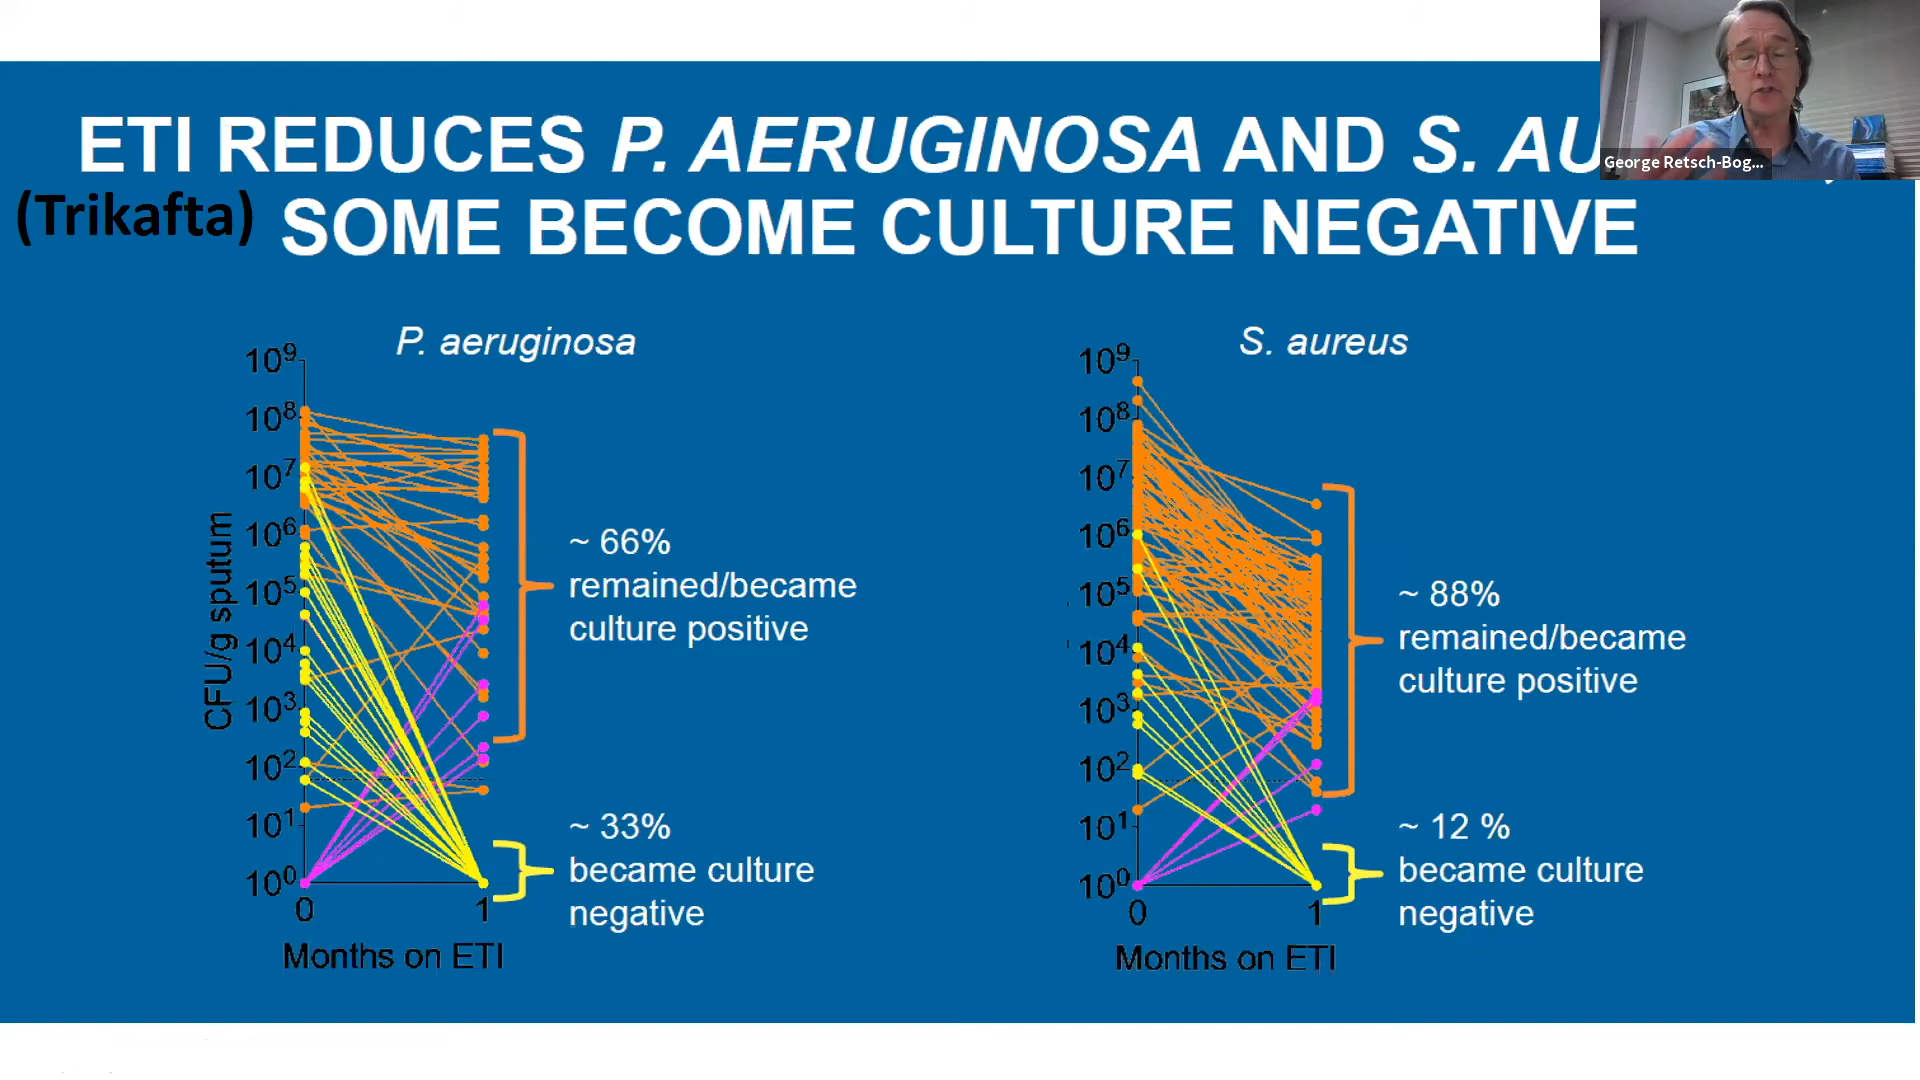 ETI REDUCES P. AERUGINOSA AND S. AU
(Trikafta) SOME BECOME CULTURE NEGATIVE
George Retsch-Bog...
P. aeruginosa
10⁹
10⁸
10⁷
10⁶
10⁵
10⁴
10³
10²
10¹
10⁰
CFU/g sputum
0 1
Months on ETI
~ 66%
remained/became
culture positive
~ 33%
became culture
negative
S. aureus
10⁹
10⁸
10⁷
10⁶
10⁵
10⁴
10³
10²
10¹
10⁰
0 1
Months on ETI
~ 88%
remained/became
culture positive
~ 12 %
became culture
negative